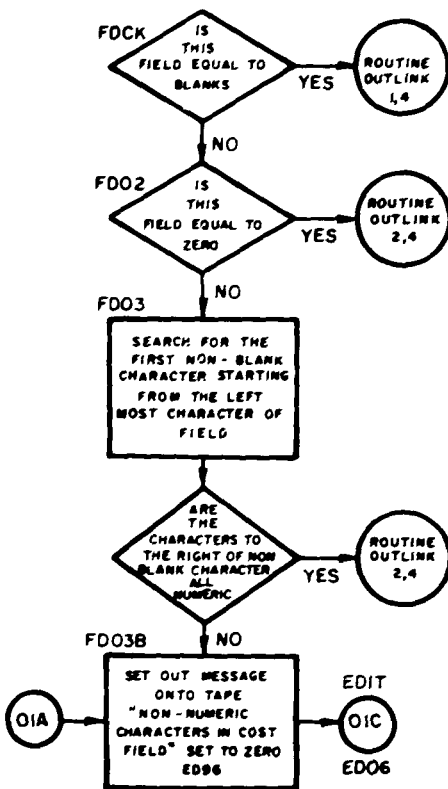 FDCK
IS
THIS
FIELD EQUAL TO
BLANKS
YES
ROUTINE
OUTLINK
1,4
NO
FD02
IS
THIS
FIELD EQUAL TO
ZERO
YES
ROUTINE
OUTLINK
2,4
NO
FD03
SEARCH FOR THE
FIRST NON-BLANK
CHARACTER STARTING
FROM THE LEFT
MOST CHARACTER OF
FIELD
ARE
THE
CHARACTERS TO
THE RIGHT OF NON
BLANK CHARACTER
ALL
NUMERIC
YES
ROUTINE
OUTLINK
2,4
NO
FD03B
01A
SET OUT MESSAGE
ONTO TAPE
"NON-NUMERIC
CHARACTERS IN COST
FIELD" SET TO ZERO
ED96
EDIT
01C
ED06